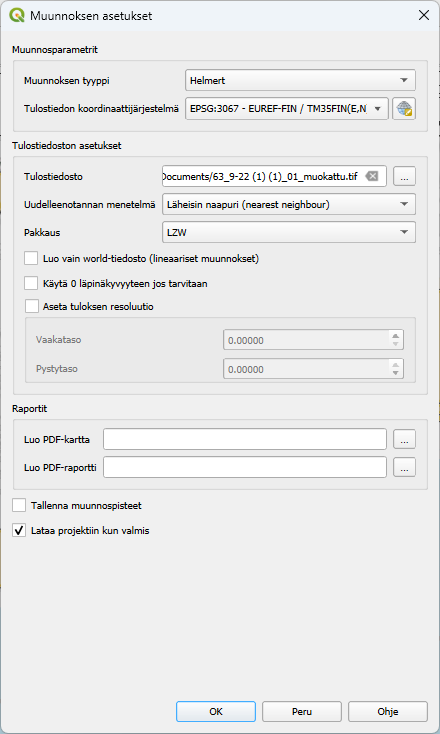 Muunnoksen asetukset
Muunnosparametrit
Muunnoksen tyyppi Helmert
Tulostiedon koordinaattijärjestelmä EPSG:3067 - EUREF-FIN / TM35FIN(E,N
Tulostiedoston asetukset
Tulostiedosto Documents/63_9-22 (1) (1)_01_muokattu.tif ...
Uudelleenotannan menetelmä Läheisin naapuri (nearest neighbour)
Pakkaus LZW
Luo vain world-tiedosto (lineaariset muunnokset)
Käytä 0 läpinäkyvyyteen jos tarvitaan
Aseta tuloksen resoluutio
Vaakataso 0.00000
Pystytaso 0.00000
Raportit
Luo PDF-kartta ...
Luo PDF-raportti ...
Tallenna muunnospisteet
Lataa projektiin kun valmis
OK Peru Ohje